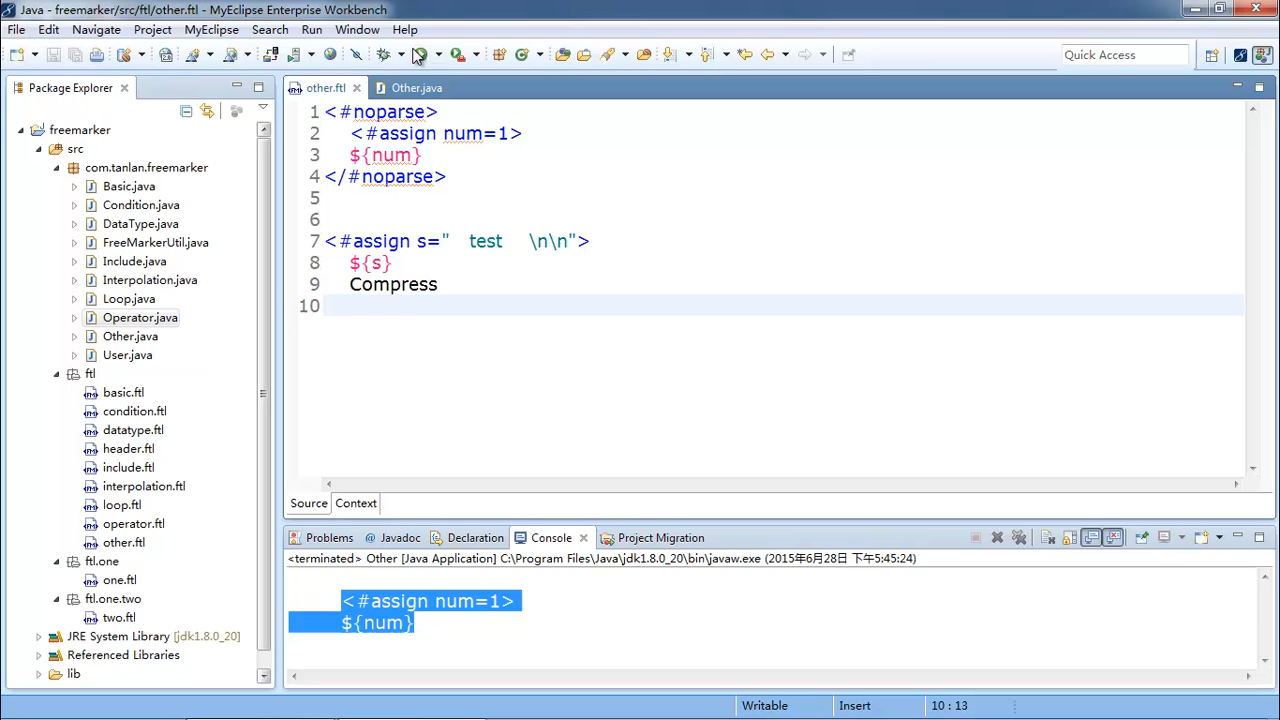 Java - freemarker/src/ftl/other.ftl - MyEclipse Enterprise Workbench
File Edit Navigate Project MyEclipse Search Run Window Help
Quick Access
Package Explorer
other.ftl
Other.java
freemarker
src
com.tanlan.freemarker
Basic.java
Condition.java
DataType.java
FreeMarkerUtil.java
Include.java
Interpolation.java
Loop.java
Operator.java
Other.java
User.java
ftl
basic.ftl
condition.ftl
datatype.ftl
header.ftl
include.ftl
interpolation.ftl
loop.ftl
operator.ftl
other.ftl
ftl.one
one.ftl
ftl.one.two
two.ftl
JRE System Library [jdk1.8.0_20]
Referenced Libraries
lib
1 <#noparse>
2 <#assign num=1>
3 ${num}
4 </#noparse>
5
6
7 <#assign s="   test    \n\n">
8 ${s}
9 Compress
10
Source Context
Problems Javadoc Declaration Console Project Migration
<terminated> Other [Java Application] C:\Program Files\Java\jdk1.8.0_20\bin\javaw.exe (2015年6月28日 下午5:45:24)
<#assign num=1>
${num}
Writable Insert 10 : 13